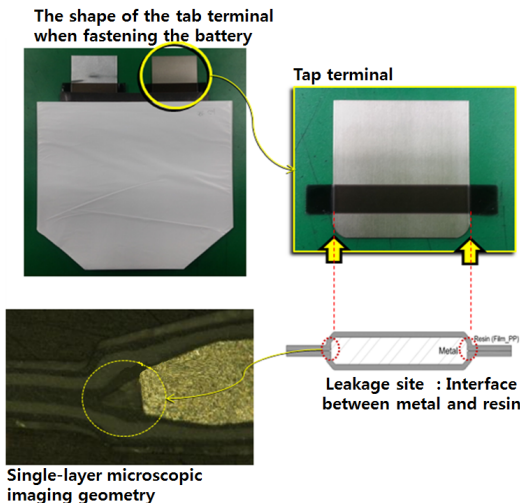 The shape of the tab terminal
when fastening the battery
Tap terminal
Resin (Film_PP)
Metal
Leakage site : Interface
between metal and resin
Single-layer microscopic
imaging geometry